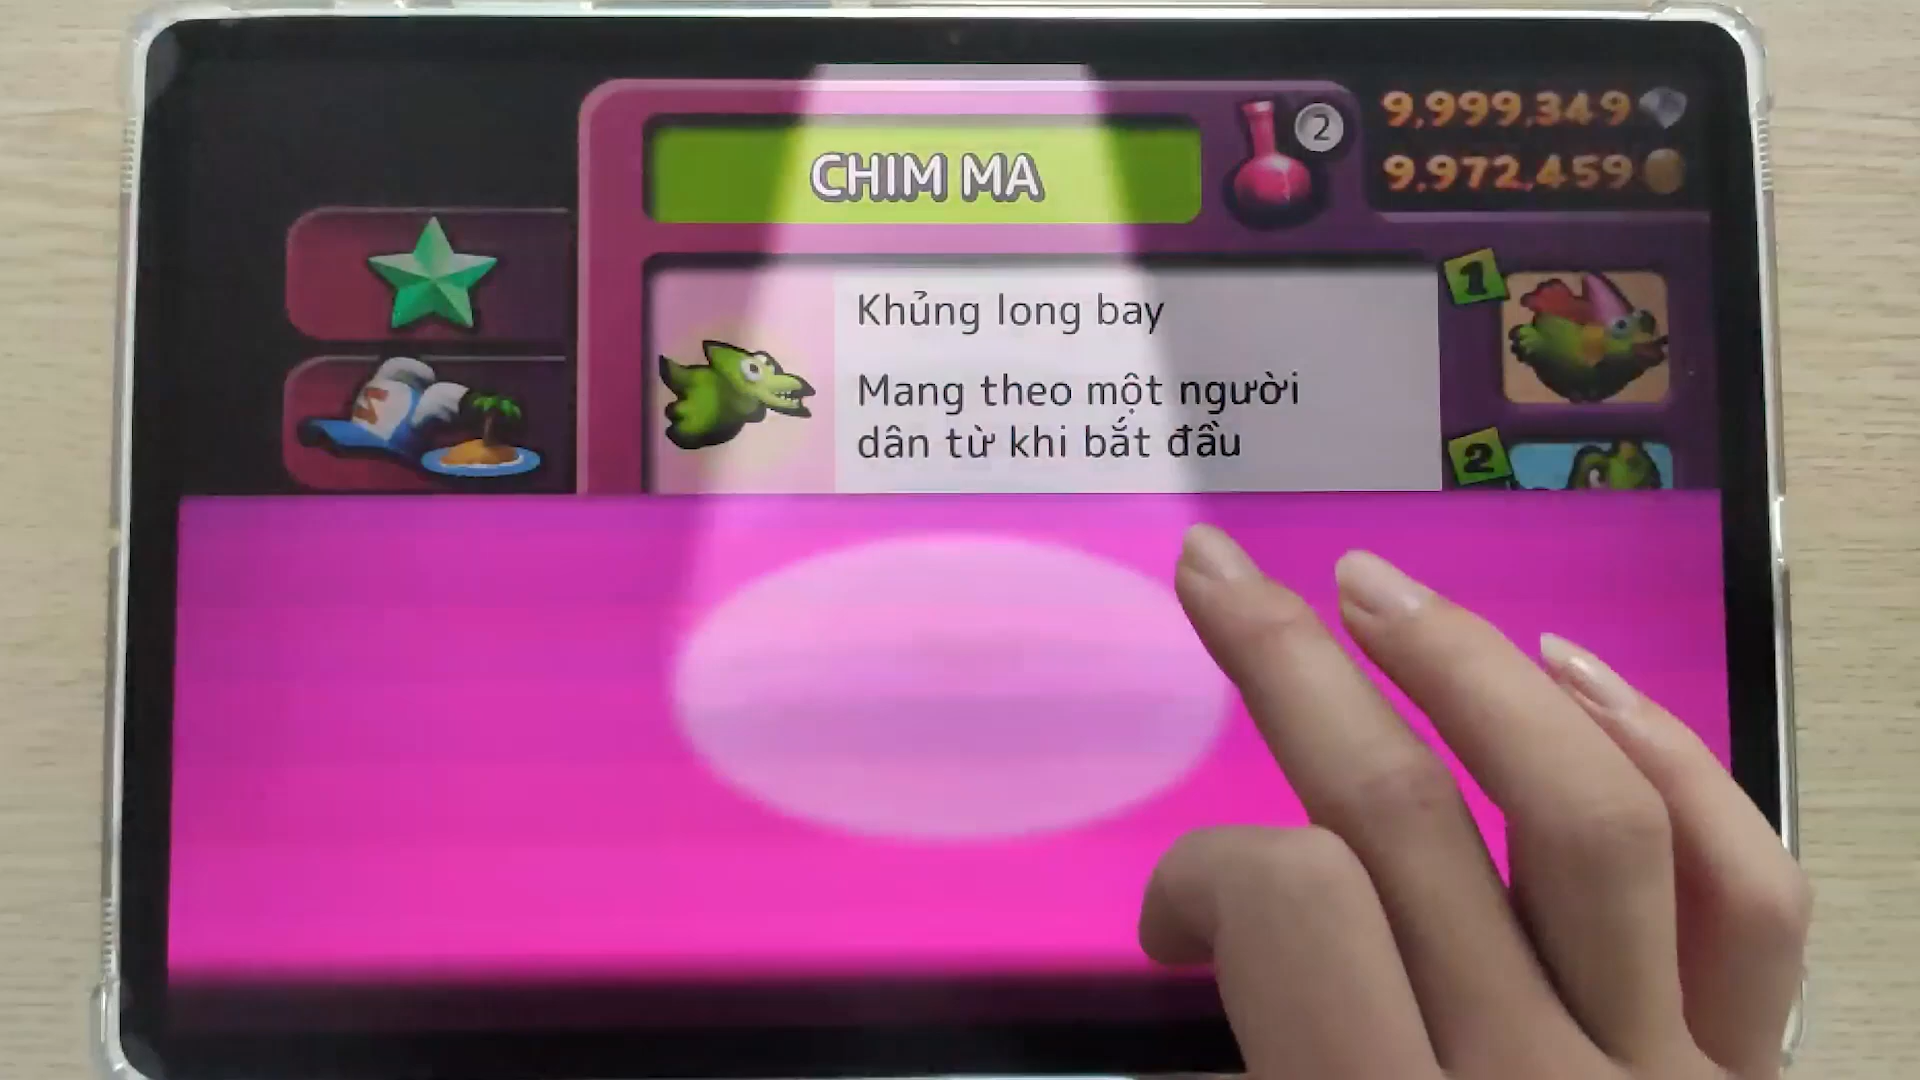 CHIM MA
2
9,999,349
9,972,459
Khủng long bay
Mang theo một người
dân từ khi bắt đầu
1
2